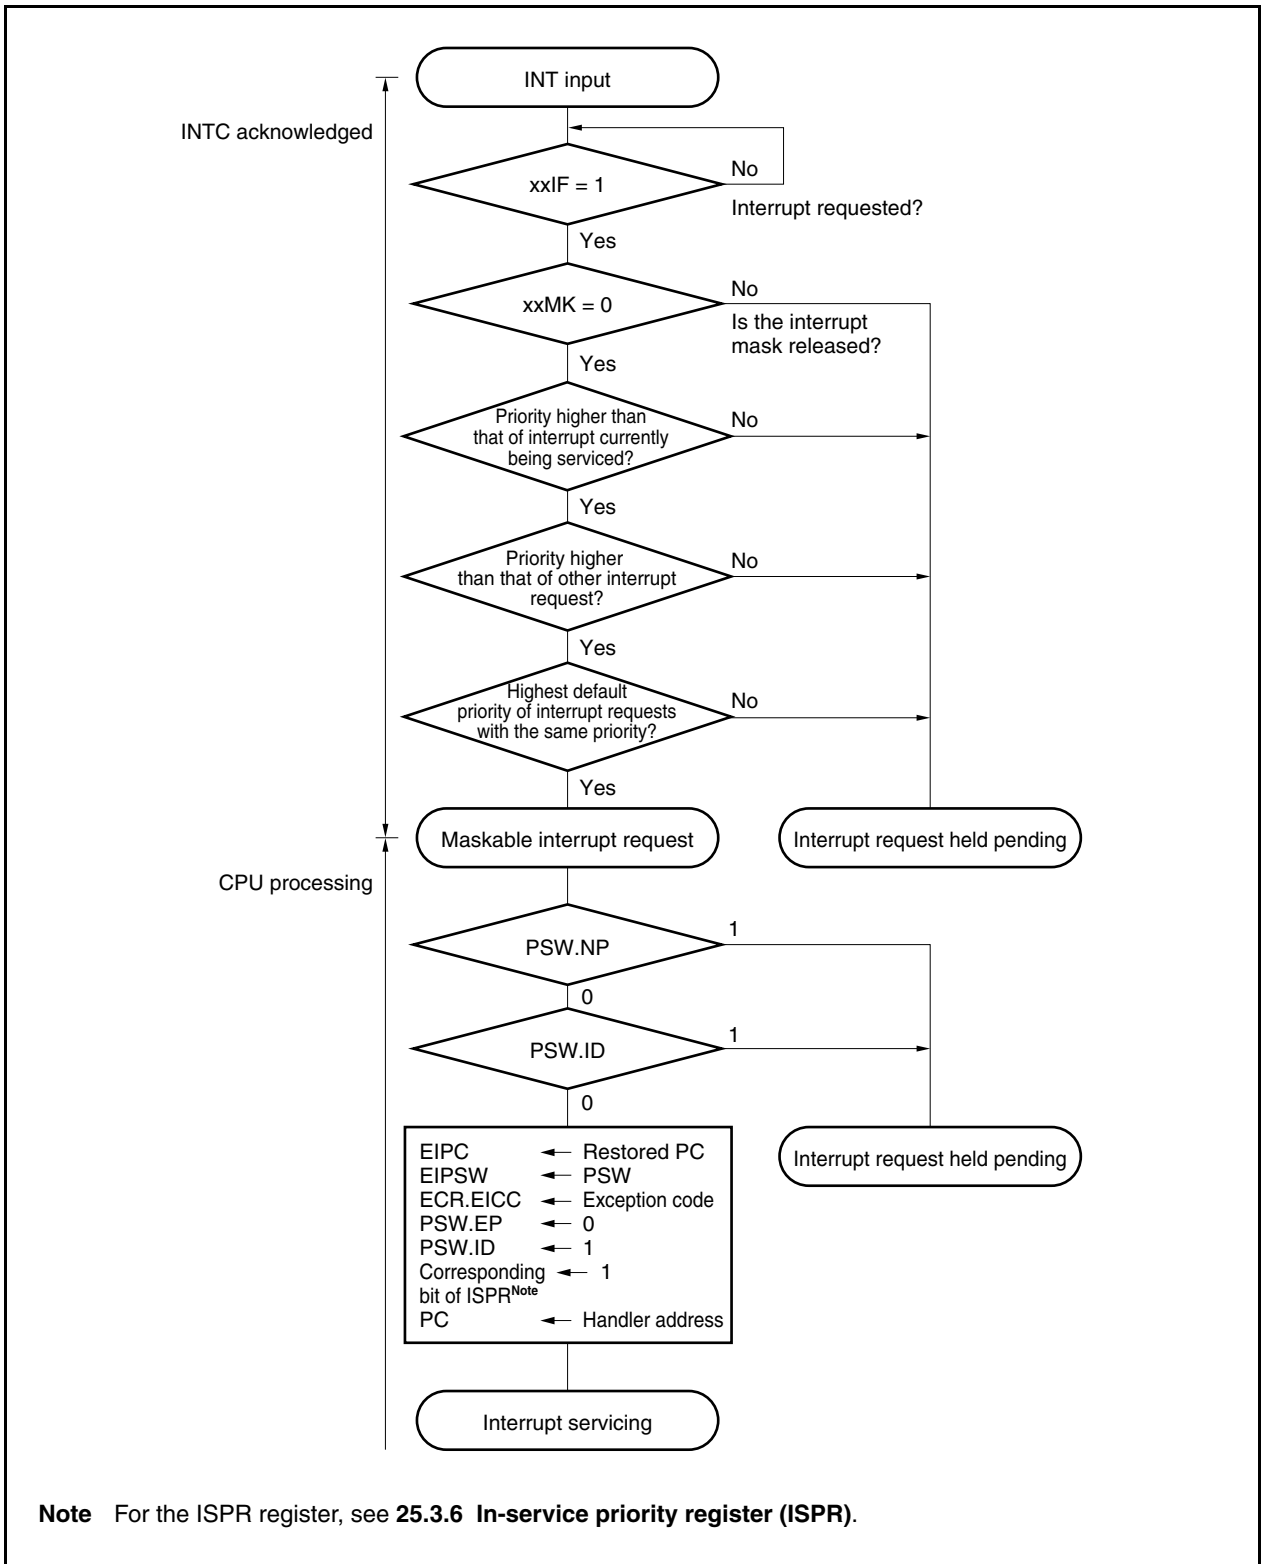 INT input
INTC acknowledged
xxIF = 1
No
Interrupt requested?
Yes
xxMK = 0
No
Is the interrupt
mask released?
Yes
Priority higher than
that of interrupt currently
being serviced?
No
Yes
Priority higher
than that of other interrupt
request?
No
Yes
Highest default
priority of interrupt requests
with the same priority?
No
Yes
Maskable interrupt request
Interrupt request held pending
CPU processing
PSW.NP
1
0
PSW.ID
1
0
EIPC ← Restored PC
EIPSW ← PSW
ECR.EICC ← Exception code
PSW.EP ← 0
PSW.ID ← 1
Corresponding ← 1
bit of ISPRNote
PC ← Handler address
Interrupt request held pending
Interrupt servicing
Note For the ISPR register, see 25.3.6 In-service priority register (ISPR).